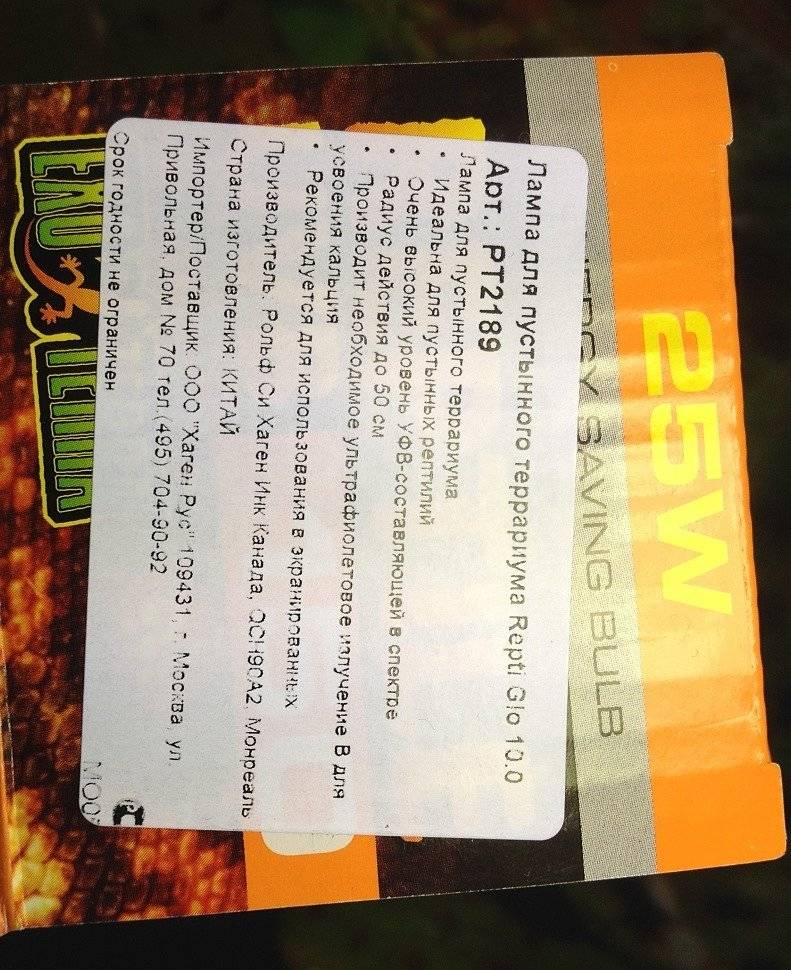 25W
SAVING BULB
EXO TERRA
Лампа для пустынного террариума Repti Glo 10.0
Арт.: PT2189
Лампа для пустынного террариума
• Идеальна для пустынных рептилий
• Очень высокий уровень УФВ-составляющей в спектре
• Радиус действия до 50 см
• Производит необходимое ультрафиолетовое излучение В для
усвоения кальция
• Рекомендуется для использования в экранированных
Производитель: Рольф Си Хаген Инк Канада, QCH90A2, Монреаль
Страна изготовления: КИТАЙ
Импортер/Поставщик ООО "Хаген Рус" 109431, г. Москва, ул.
Привольная, дом № 70 тел.(495) 704-90-92
Срок годности не ограничен